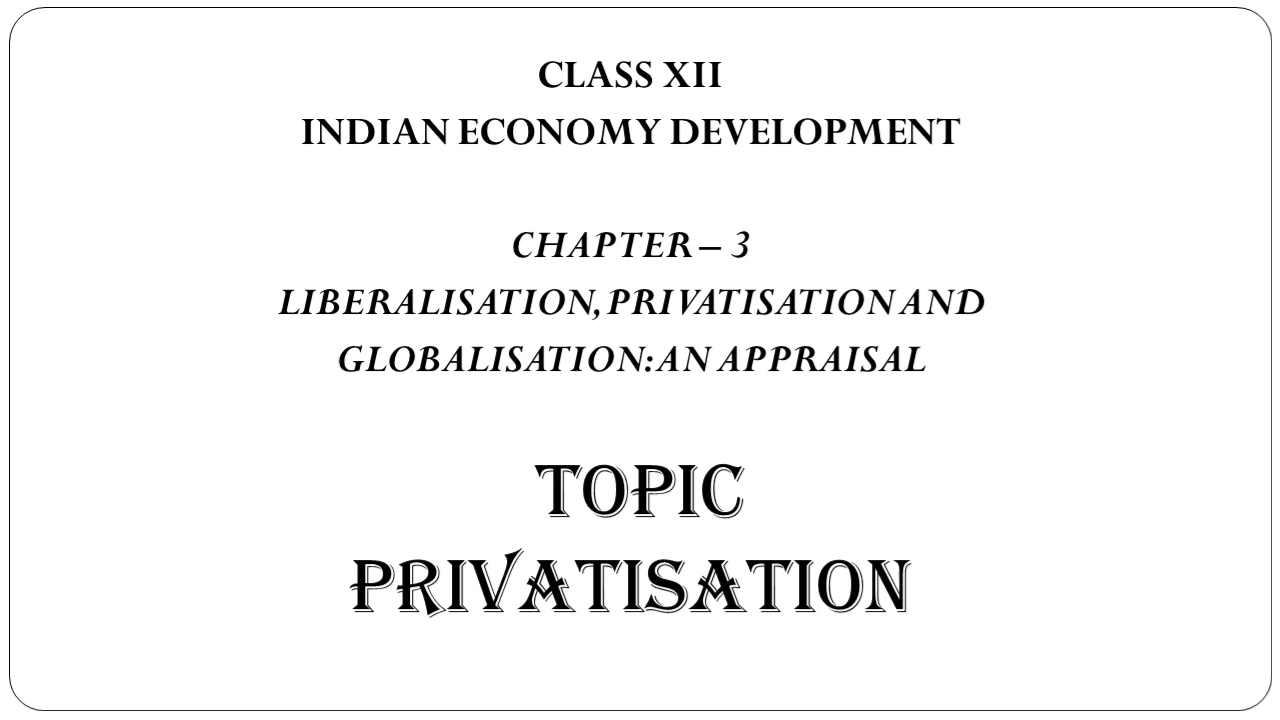 CLASS XII
INDIAN ECONOMY DEVELOPMENT
CHAPTER – 3
LIBERALISATION, PRIVATISATION AND
GLOBALISATION: AN APPRAISAL
TOPIC
PRIVATISATION